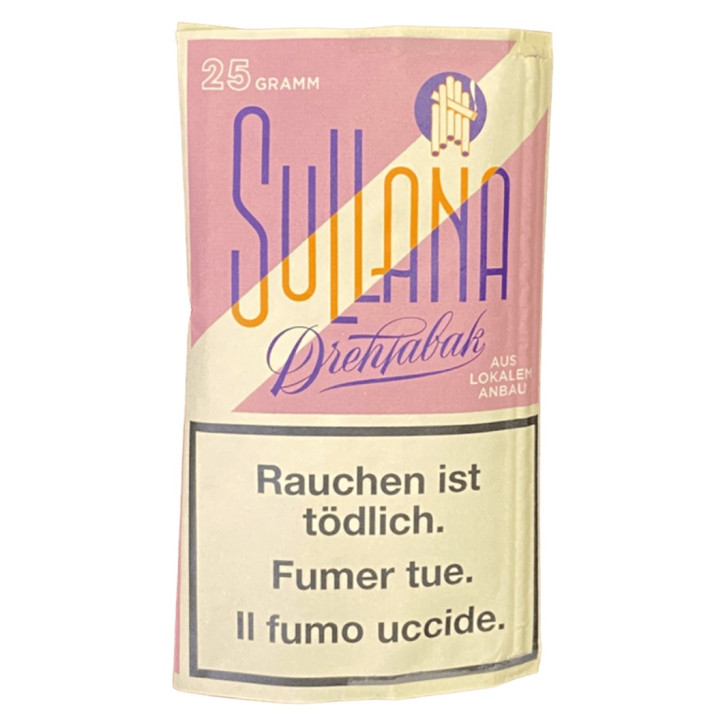 25 GRAMM
SULLANA
Drehtabak
AUS
LOKALEM
ANBAU
Rauchen ist
tödlich.
Fumer tue.
Il fumo uccide.